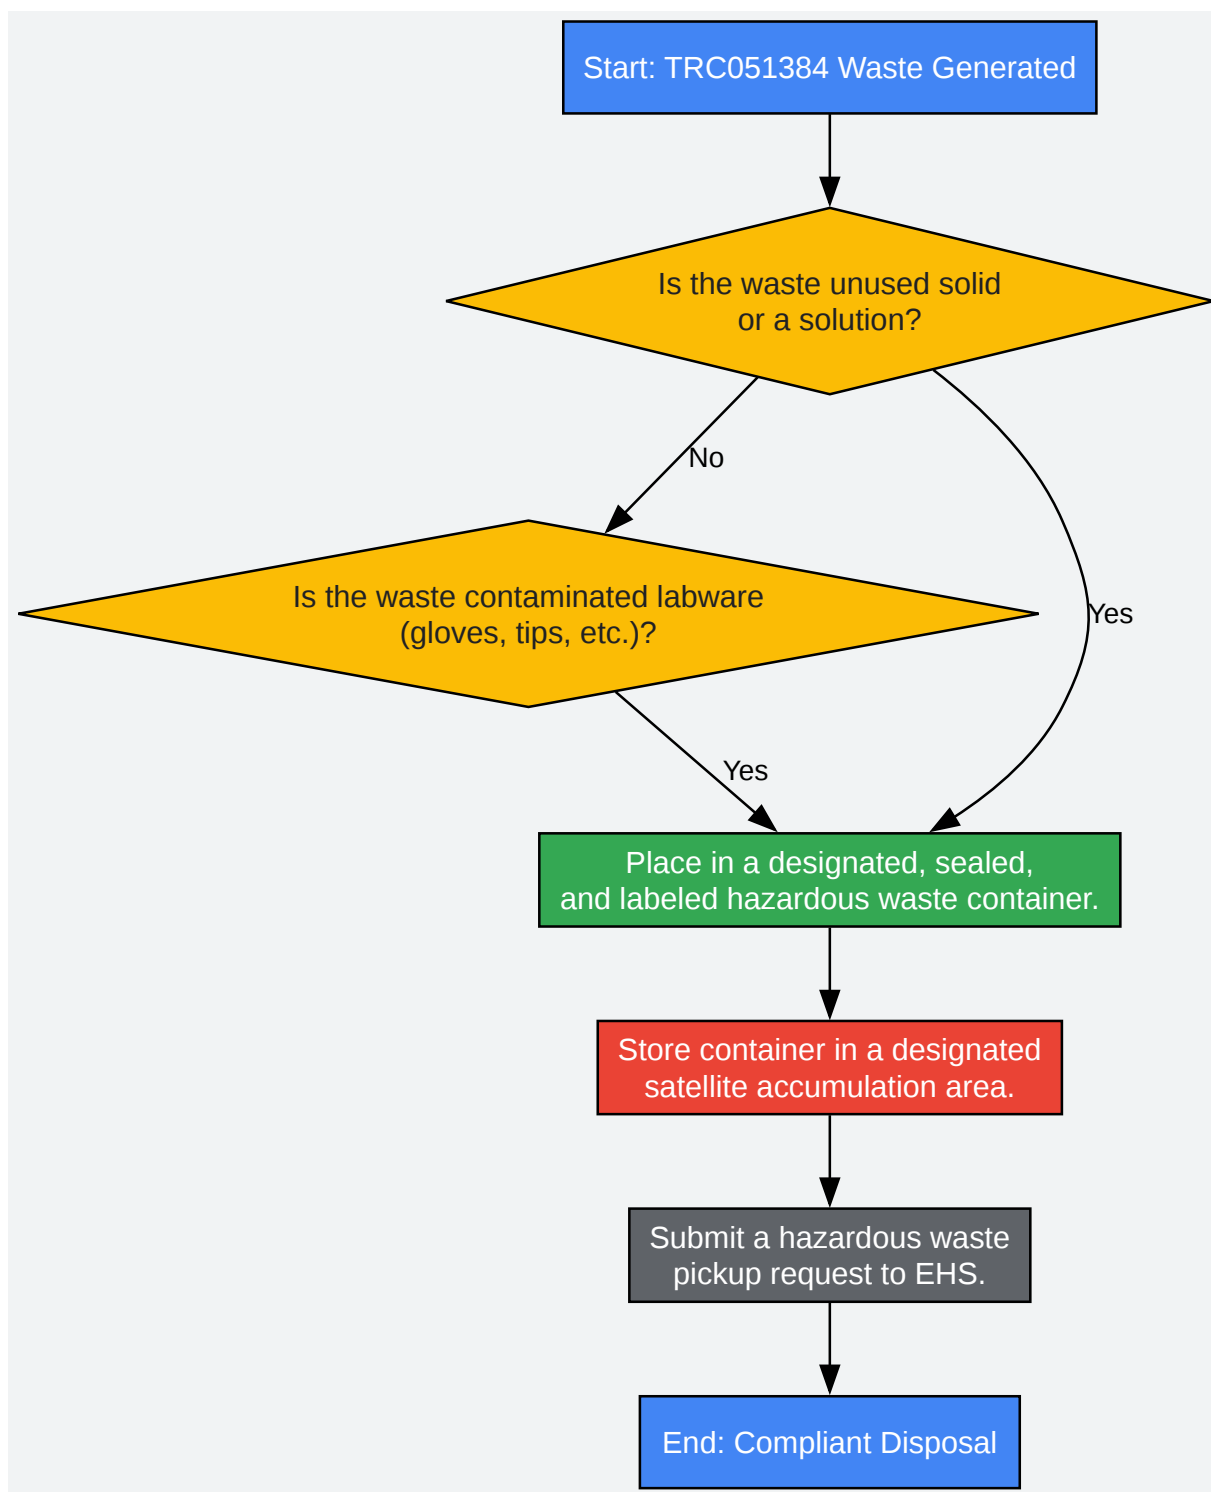 Start: TRC051384 Waste Generated
Is the waste unused solid
or a solution?
No
Is the waste contaminated labware
(gloves, tips, etc.)?
Yes
Yes
Place in a designated, sealed,
and labeled hazardous waste container.
Store container in a designated
satellite accumulation area.
Submit a hazardous waste
pickup request to EHS.
End: Compliant Disposal